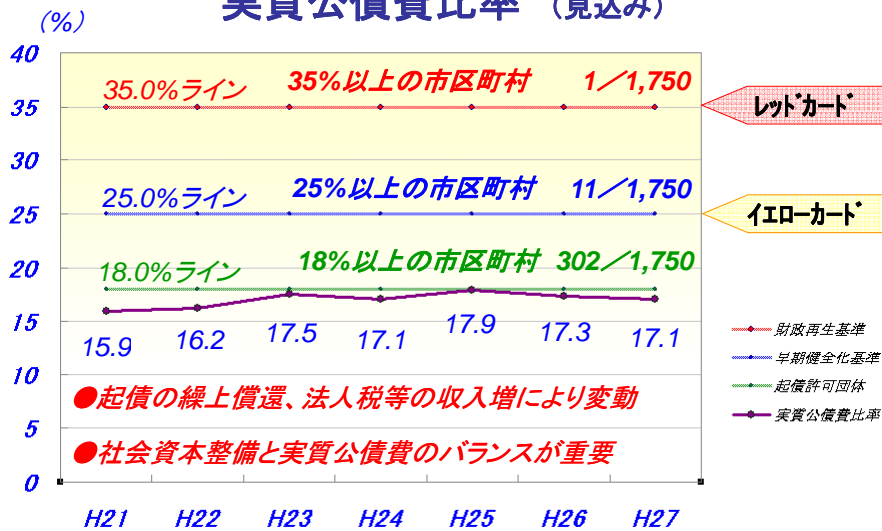 実質公債費比率 （見込み）
(%)
40
35.0%ライン 35%以上の市区町村 1／1,750
35
レッドカード
30
25.0%ライン 25%以上の市区町村 11／1,750
25
イエローカード
20
18.0%ライン 18%以上の市区町村 302／1,750
15
15.9 16.2 17.5 17.1 17.9 17.3 17.1
財政再生基準
早期健全化基準
起債許可団体
実質公債費比率
10
●起債の繰上償還、法人税等の収入増により変動
5
●社会資本整備と実質公債費のバランスが重要
0
H21 H22 H23 H24 H25 H26 H27